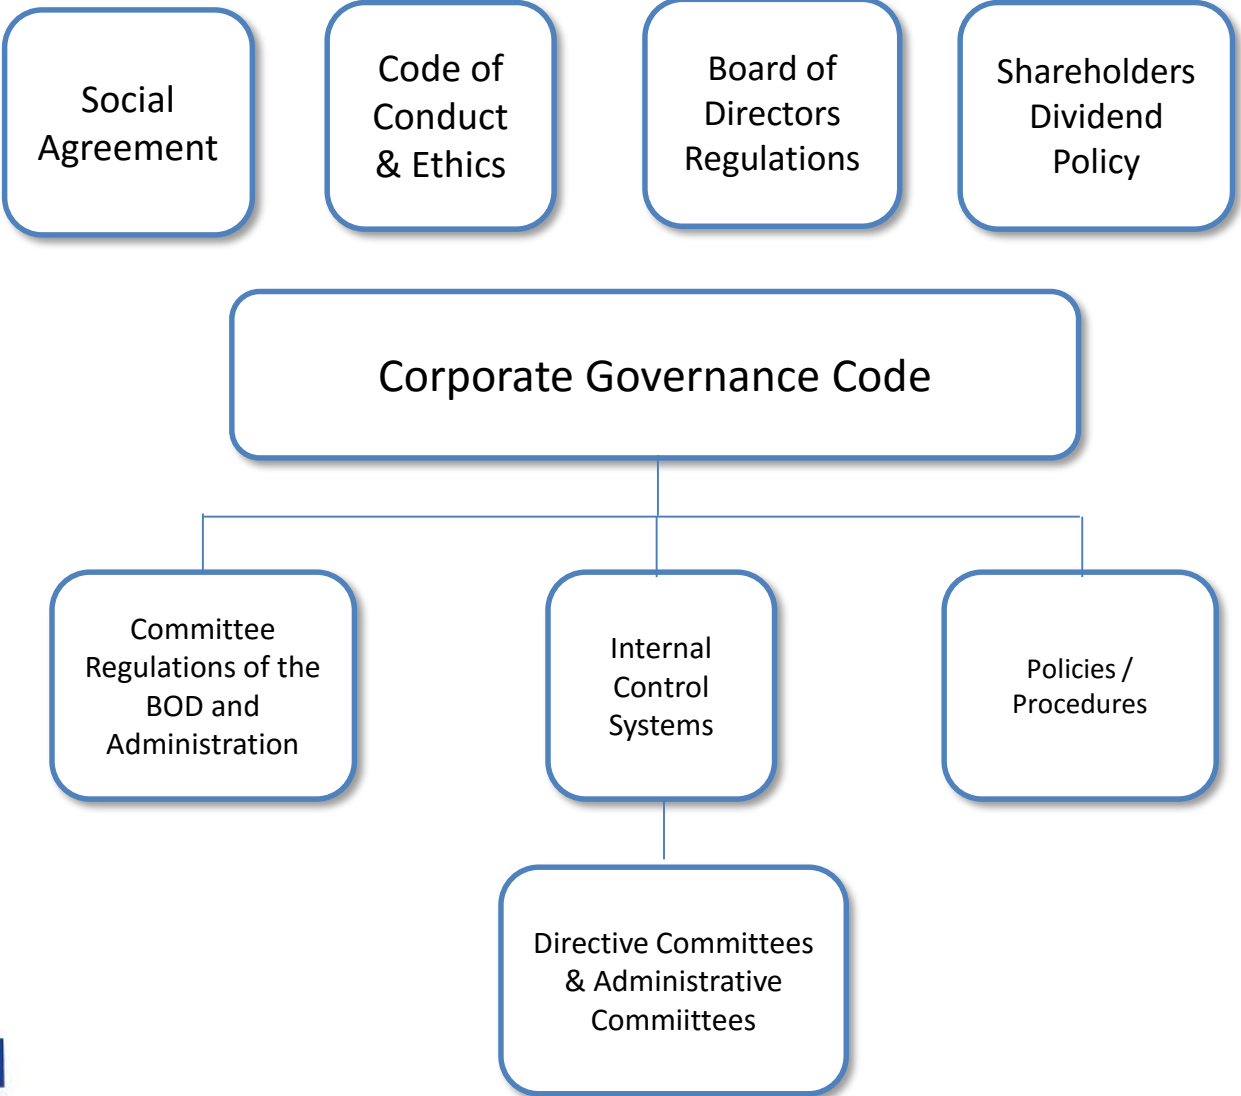 Social
Agreement
Code of
Conduct
& Ethics
Board of
Directors
Regulations
Shareholders
Dividend
Policy
Corporate Governance Code
Committee
Regulations of the
BOD and
Administration
Internal
Control
Systems
Policies /
Procedures
Directive Committees
& Administrative
Commiittees